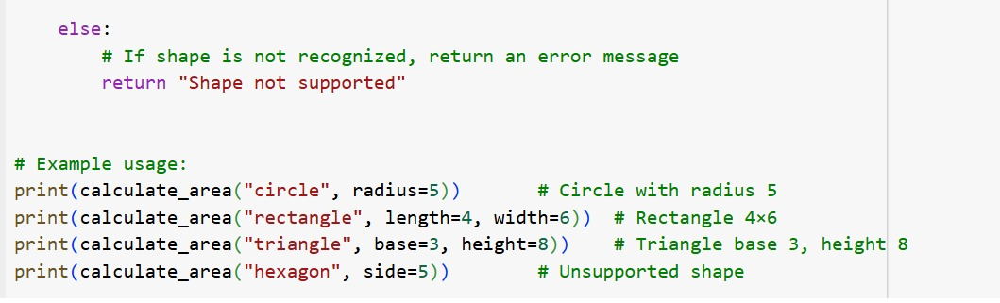 else:
# If shape is not recognized, return an error message
return "Shape not supported"
# Example usage:
print(calculate_area("circle", radius=5))       # Circle with radius 5
print(calculate_area("rectangle", length=4, width=6))  # Rectangle 4×6
print(calculate_area("triangle", base=3, height=8))    # Triangle base 3, height 8
print(calculate_area("hexagon", side=5))        # Unsupported shape